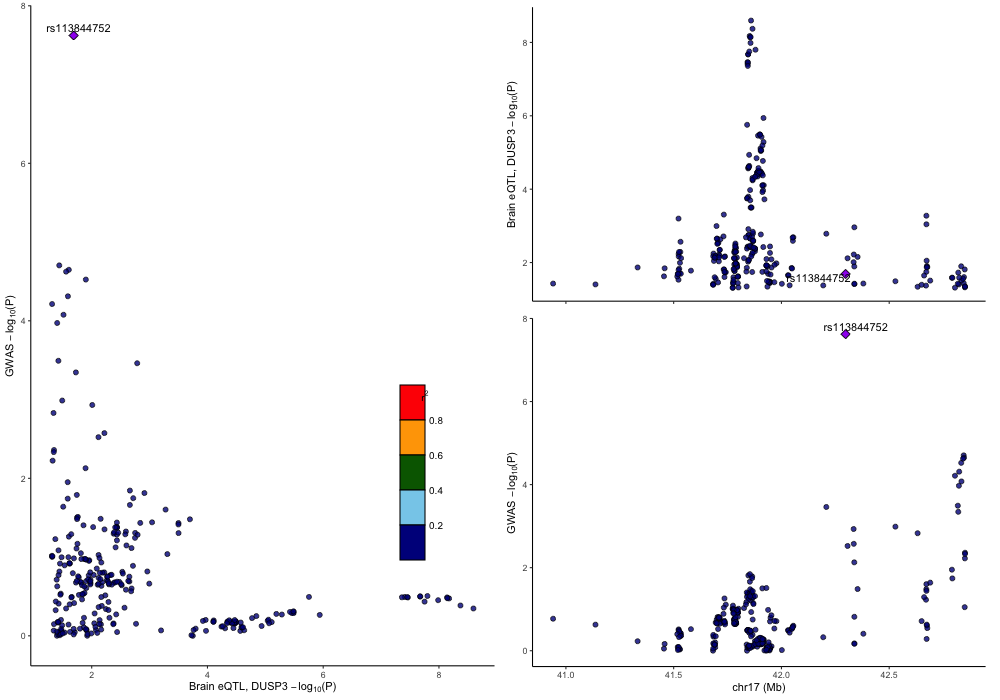 8
6
4
2
0
GWAS −log10(P)
rs113844752
r2
0.8
0.6
0.4
0.2
2
4
6
8
Brain eQTL, DUSP3 −log10(P)
8
6
4
2
Brain eQTL, DUSP3 −log10(P)
rs113844752
8
6
4
2
0
GWAS −log10(P)
rs113844752
41.0
41.5
42.0
42.5
chr17 (Mb)